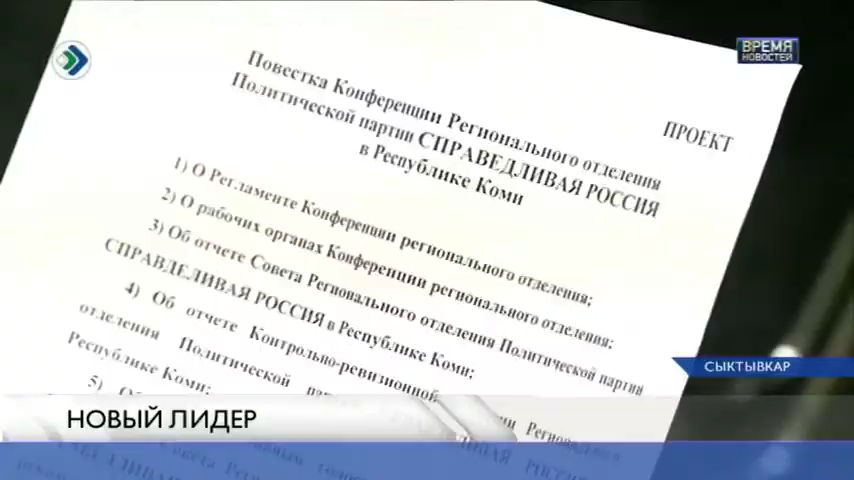 ВРЕМЯ
НОВОСТЕЙ
ПРОЕКТ
Повестка Конференции Регионального отделения
Политической партии СПРАВЕДЛИВАЯ РОССИЯ
в Республике Коми
1) О Регламенте Конференции регионального отделения;
2) О рабочих органах Конференции регионального отделения;
3) Об отчете Совета Регионального отделения Политической партии
СПРАВЕДЛИВАЯ РОССИЯ в Республике Коми;
4) Об отчете Контрольно-ревизионной
отделения Политической
Республике Коми;
5)
СЫКТЫВКАР
НОВЫЙ ЛИДЕР